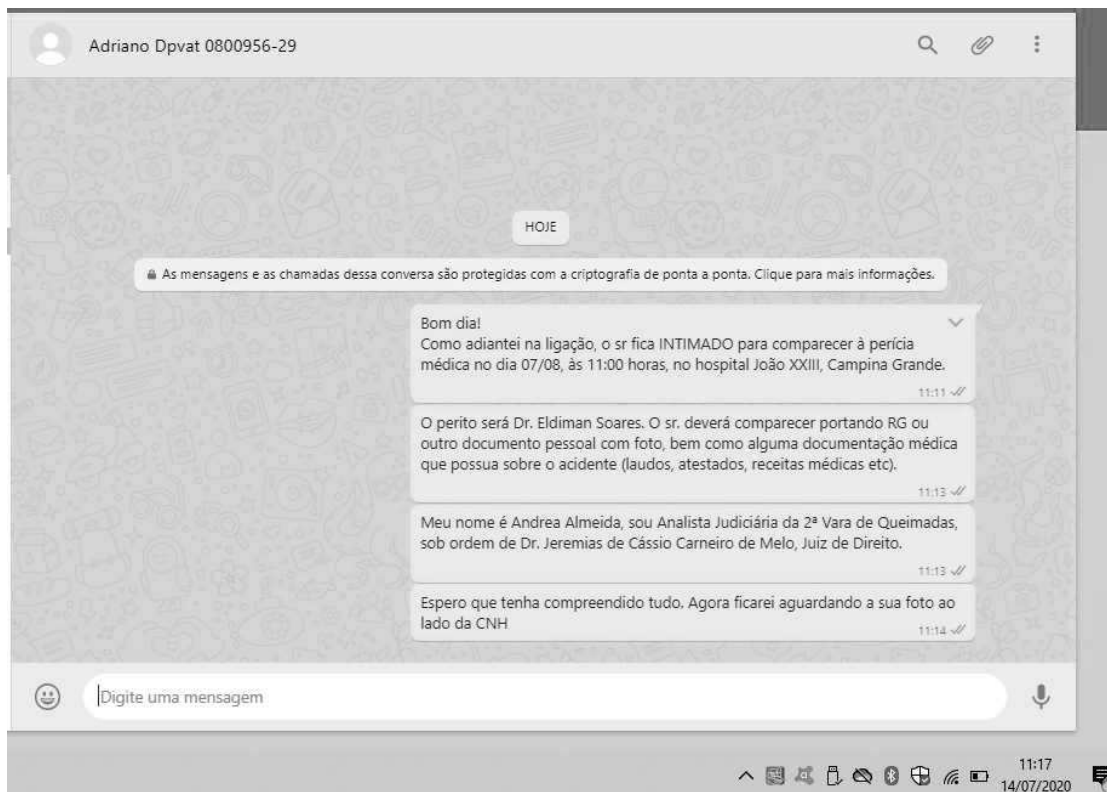 Adriano Dpvat 0800956-29
HOJE
As mensagens e as chamadas dessa conversa são protegidas com a criptografia de ponta a ponta. Clique para mais informações.
Bom dia!
Como adiantei na ligação, o sr fica INTIMADO para comparecer à perícia
médica no dia 07/08, às 11:00 horas, no hospital João XXIII, Campina Grande.
11:11
O perito será Dr. Eldiman Soares. O sr. deverá comparecer portando RG ou
outro documento pessoal com foto, bem como alguma documentação médica
que possua sobre o acidente (laudos, atestados, receitas médicas etc).
11:13
Meu nome é Andrea Almeida, sou Analista Judiciária da 2ª Vara de Queimadas,
sob ordem de Dr. Jeremias de Cássio Carneiro de Melo, Juiz de Direito.
11:13
Espero que tenha compreendido tudo. Agora ficarei aguardando a sua foto ao
lado da CNH
11:14
Digite uma mensagem
11:17
14/07/2020